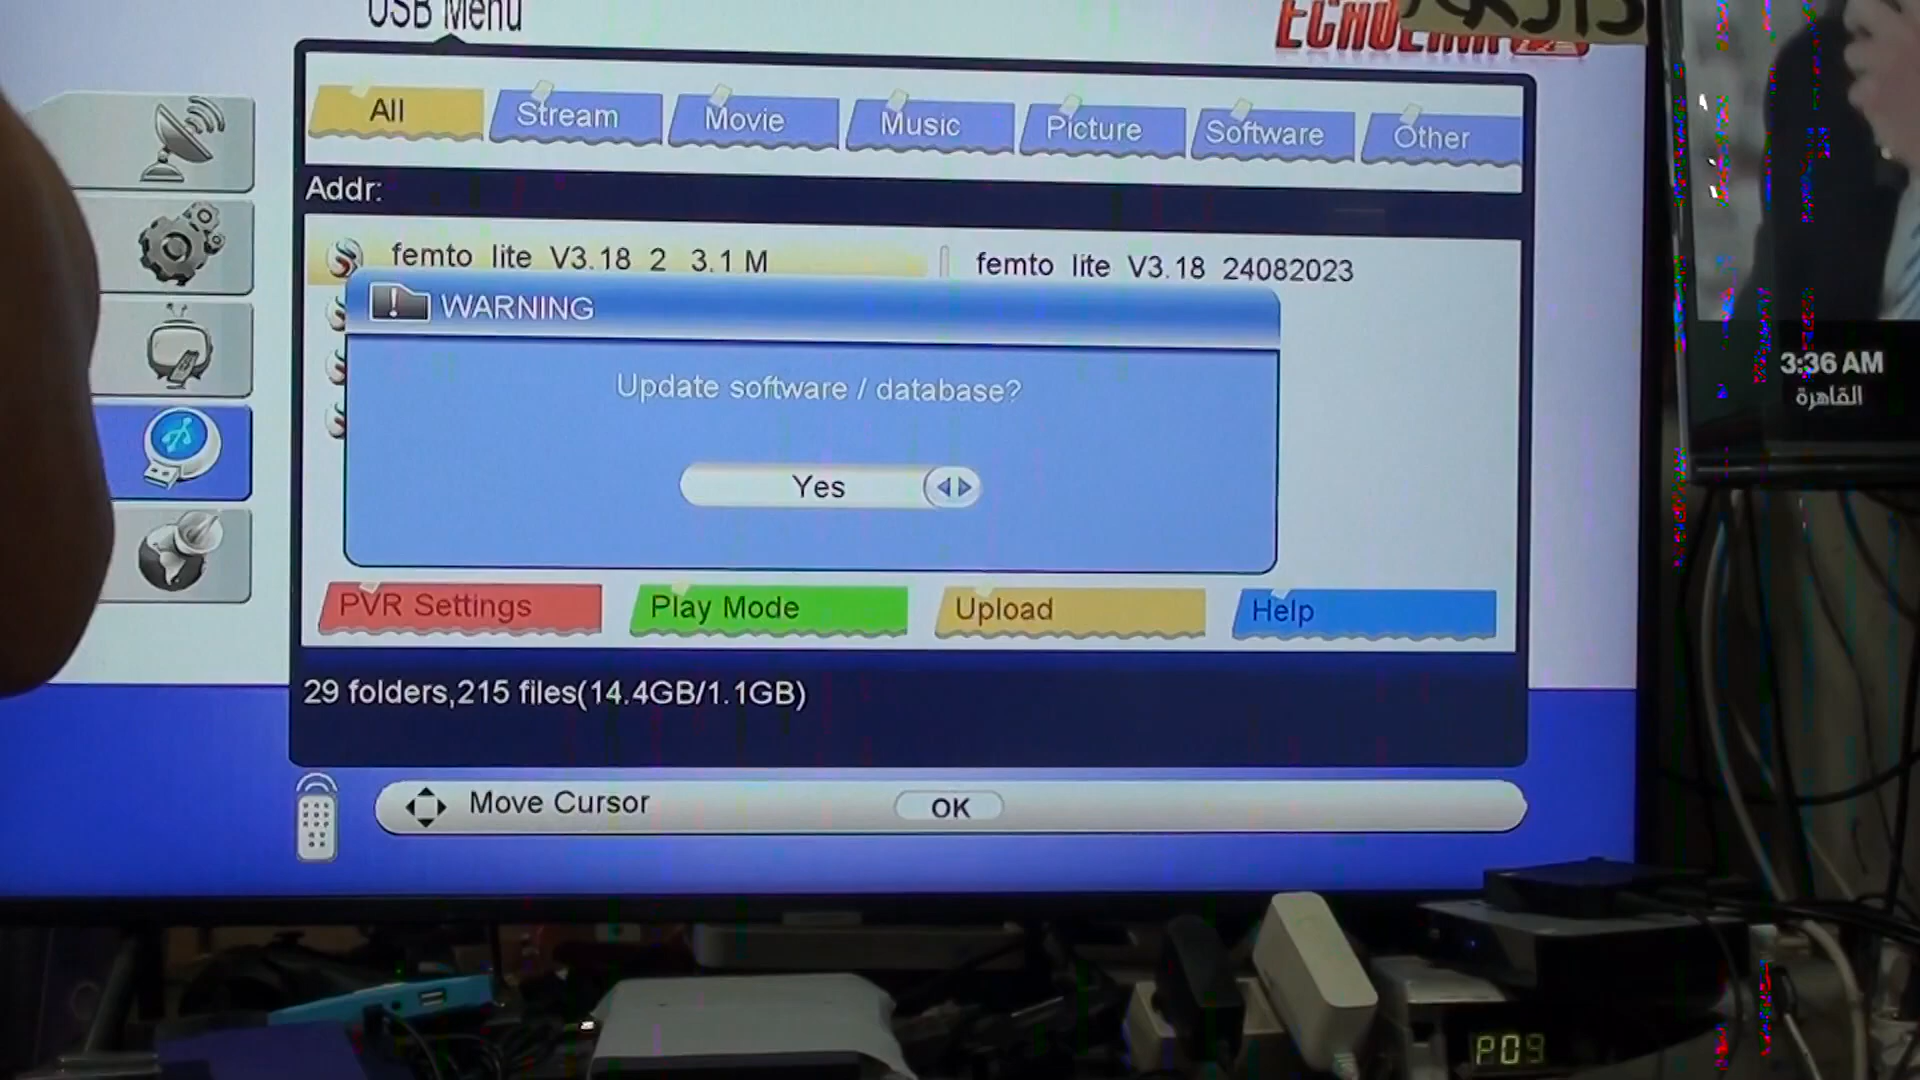 USB Menu
All
Stream
Movie
Music
Picture
Software
Other
Addr:
femto lite V3.18 2 3.1 M
femto lite V3.18 24082023
WARNING
Update software / database?
Yes
PVR Settings
Play Mode
Upload
Help
29 folders,215 files(14.4GB/1.1GB)
Move Cursor
OK
3:36 AM
القاهرة
P09